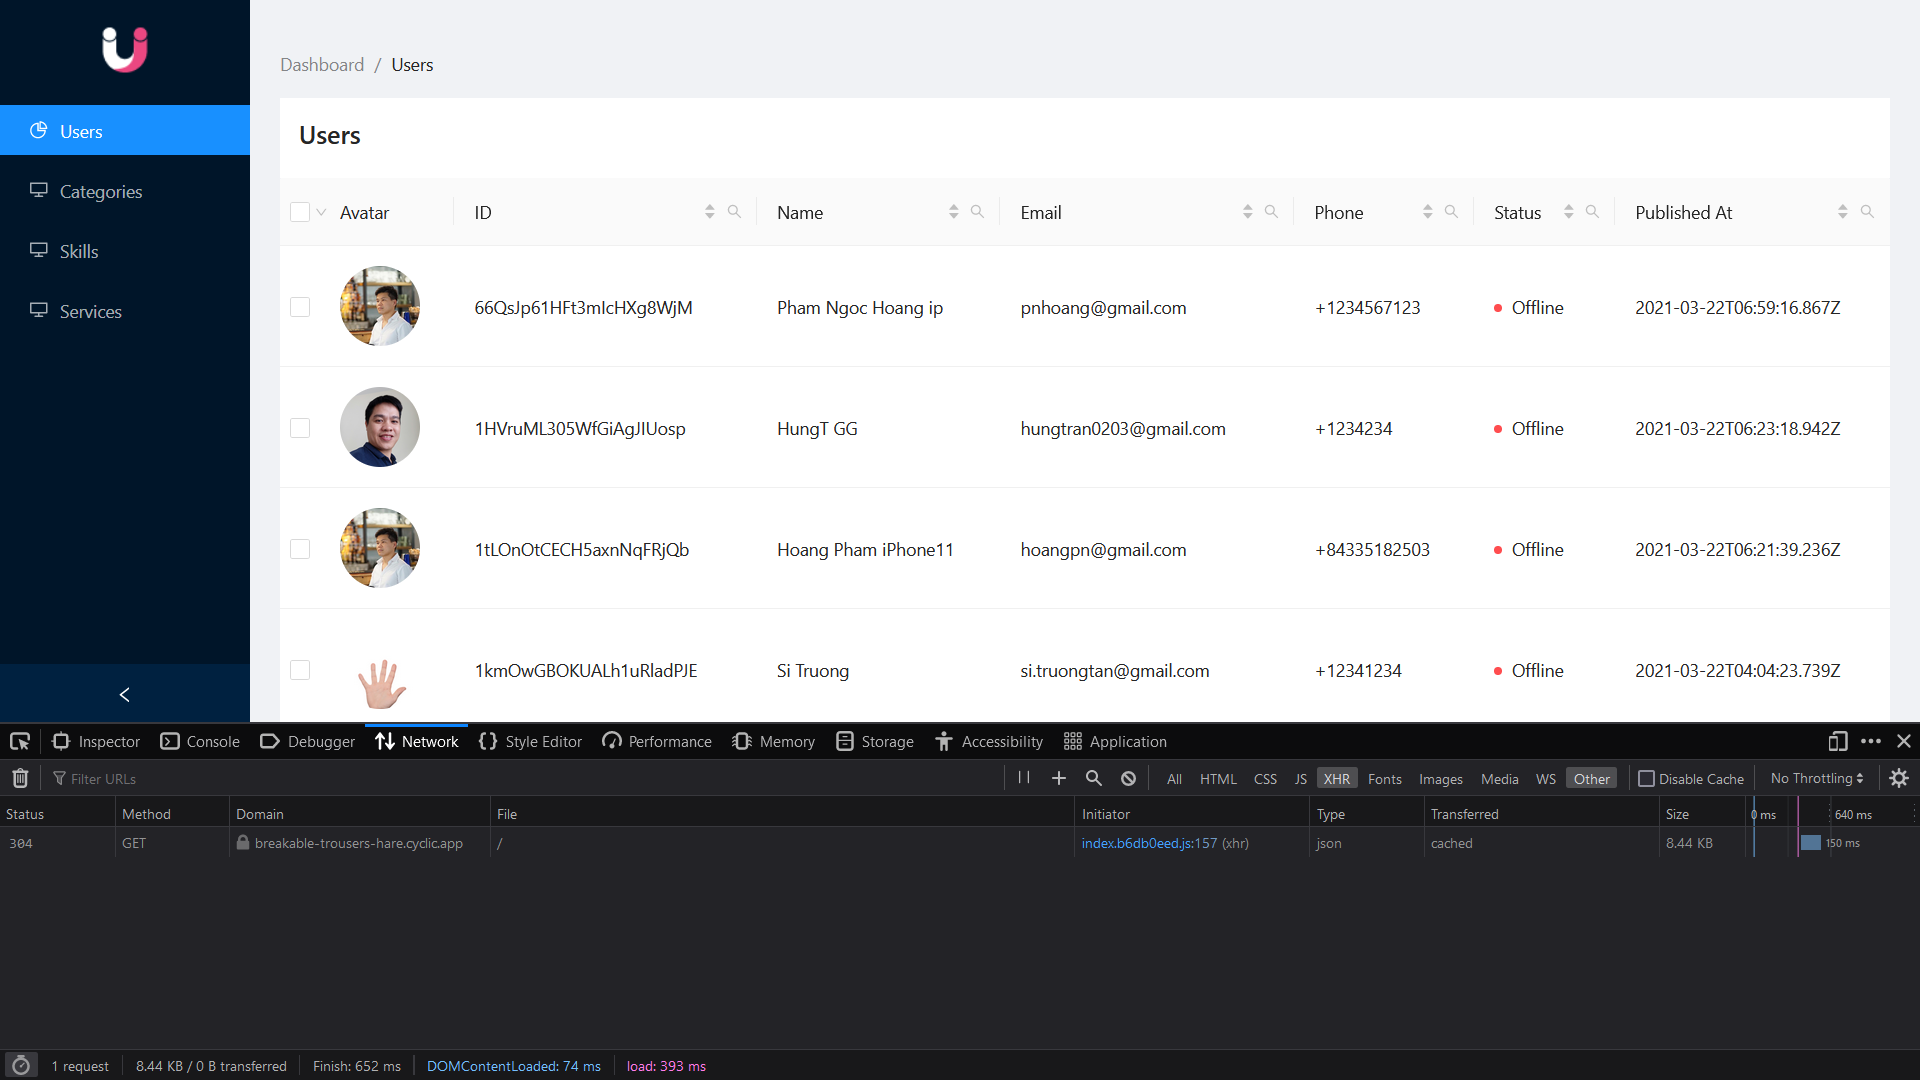 Dashboard / Users
Users
Categories
Skills
Services
Users
Avatar ID Name Email Phone Status Published At
66QsJp61HFt3mIcHXg8WjM Pham Ngoc Hoang ip pnhoang@gmail.com +1234567123 Offline 2021-03-22T06:59:16.867Z
1HVruML305WfGiAgJIUosp HungT GG hungtran0203@gmail.com +1234234 Offline 2021-03-22T06:23:18.942Z
1tLOnOtCECH5axnNqFRjQb Hoang Pham iPhone11 hoangpn@gmail.com +84335182503 Offline 2021-03-22T06:21:39.236Z
1kmOwGBOKUALh1uRladPJE Si Truong si.truongtan@gmail.com +12341234 Offline 2021-03-22T04:04:23.739Z
Inspector Console Debugger Network Style Editor Performance Memory Storage Accessibility Application
Filter URLs All HTML CSS JS XHR Fonts Images Media WS Other Disable Cache No Throttling
Status Method Domain File Initiator Type Transferred Size 0 ms 640 ms
304 GET breakable-trousers-hare.cyclic.app / index.b6db0eed.js:157 (xhr) json cached 8.44 KB 150 ms
1 request 8.44 KB / 0 B transferred Finish: 652 ms DOMContentLoaded: 74 ms load: 393 ms